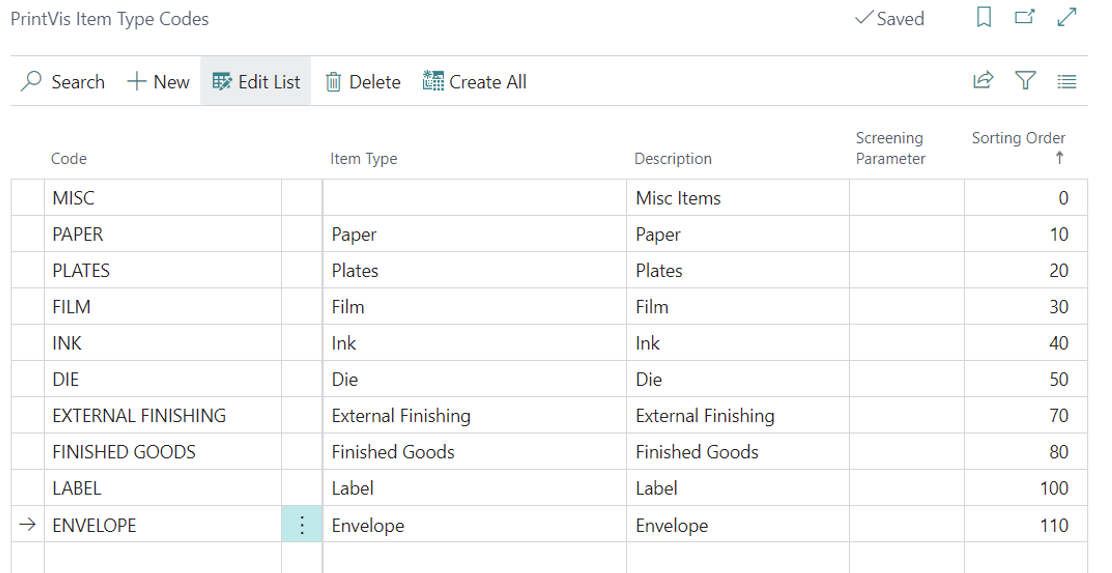 PrintVis Item Type Codes
Saved
Search New Edit List Delete Create All
Code Item Type Description Screening Parameter Sorting Order ↑
MISC Misc Items 0
PAPER Paper Paper 10
PLATES Plates Plates 20
FILM Film Film 30
INK Ink Ink 40
DIE Die Die 50
EXTERNAL FINISHING External Finishing External Finishing 70
FINISHED GOODS Finished Goods Finished Goods 80
LABEL Label Label 100
ENVELOPE Envelope Envelope 110